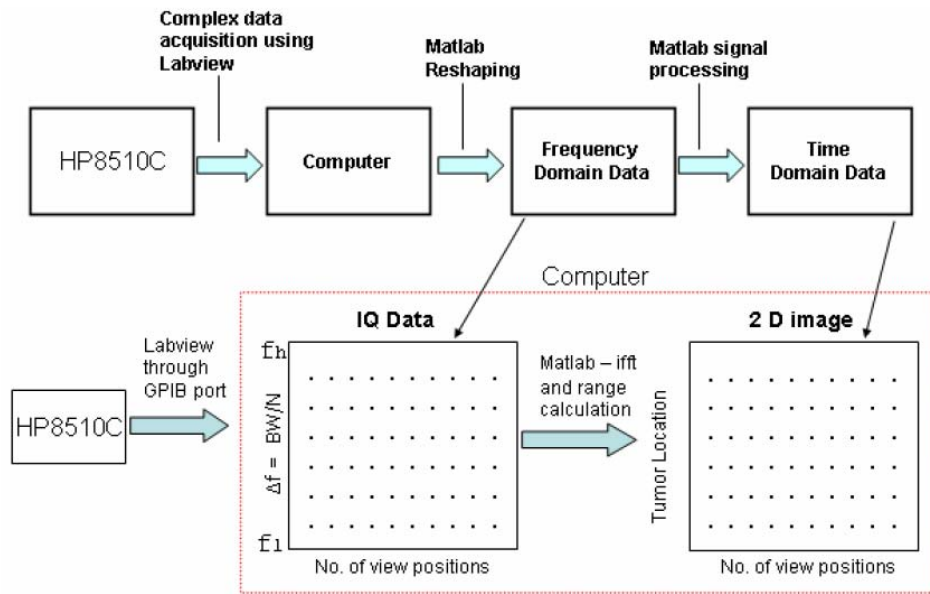 Complex data
acquisition using
Labview
Matlab
Reshaping
Matlab signal
processing
HP8510C
Computer
Frequency
Domain Data
Time
Domain Data
Computer
IQ Data
2 D image
Labview
through
GPIB port
HP8510C
fh
Δf = BW/N
fl
No. of view positions
Matlab – ifft
and range
calculation
Tumor Location
No. of view positions